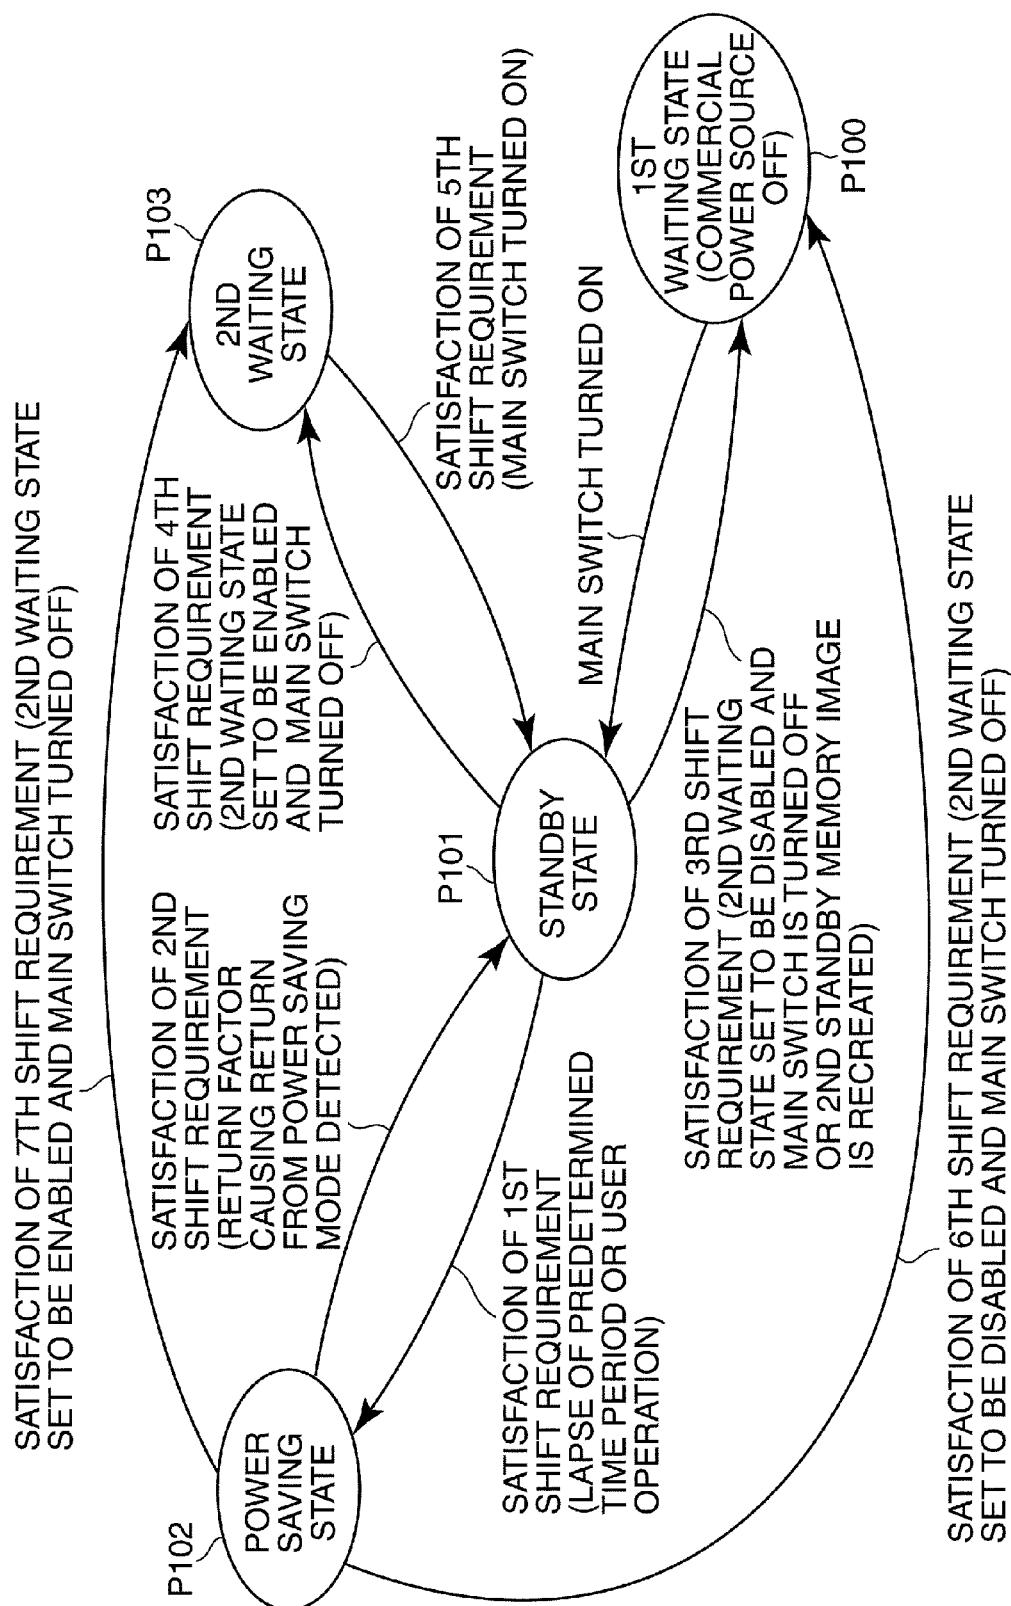 SATISFACTION OF 7TH SHIFT REQUIREMENT (2ND WAITING STATE
SET TO BE ENABLED AND MAIN SWITCH TURNED OFF)
P102
POWER
SAVING
STATE
SATISFACTION OF 2ND
SHIFT REQUIREMENT
(RETURN FACTOR
CAUSING RETURN
FROM POWER SAVING
MODE DETECTED)
SATISFACTION OF 4TH
SHIFT REQUIREMENT
(2ND WAITING STATE
SET TO BE ENABLED
AND MAIN SWITCH
TURNED OFF)
P103
2ND
WAITING
STATE
SATISFACTION OF 1ST
SHIFT REQUIREMENT
(LAPSE OF PREDETERMINED
TIME PERIOD OR USER
OPERATION)
P101
STANDBY
STATE
SATISFACTION OF 5TH
SHIFT REQUIREMENT
(MAIN SWITCH TURNED ON)
MAIN SWITCH TURNED ON
SATISFACTION OF 3RD SHIFT
REQUIREMENT (2ND WAITING
STATE SET TO BE DISABLED AND
MAIN SWITCH IS TURNED OFF
OR 2ND STANDBY MEMORY IMAGE
IS RECREATED)
1ST
WAITING STATE
(COMMERCIAL
POWER SOURCE
OFF)
P100
SATISFACTION OF 6TH SHIFT REQUIREMENT (2ND WAITING STATE
SET TO BE DISABLED AND MAIN SWITCH TURNED OFF)